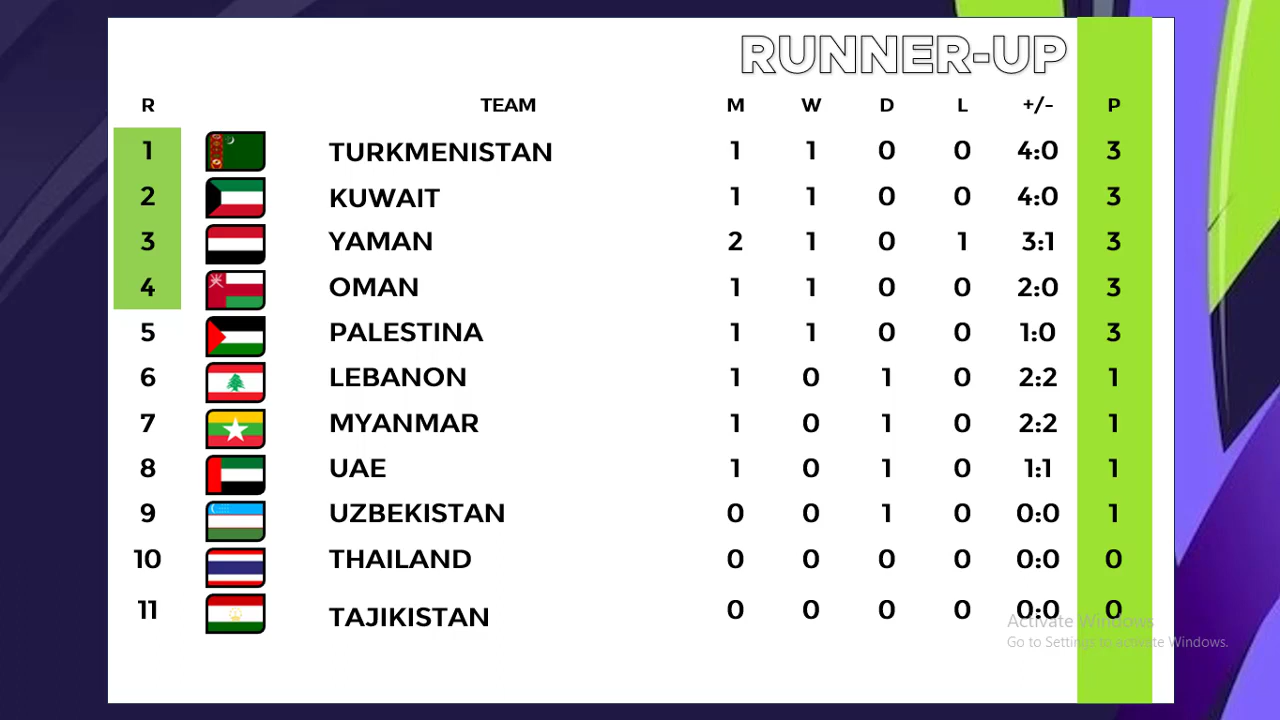 RUNNER-UP
R TEAM M W D L +/- P
1 TURKMENISTAN 1 1 0 0 4:0 3
2 KUWAIT 1 1 0 0 4:0 3
3 YAMAN 2 1 0 1 3:1 3
4 OMAN 1 1 0 0 2:0 3
5 PALESTINA 1 1 0 0 1:0 3
6 LEBANON 1 0 1 0 2:2 1
7 MYANMAR 1 0 1 0 2:2 1
8 UAE 1 0 1 0 1:1 1
9 UZBEKISTAN 0 0 1 0 0:0 1
10 THAILAND 0 0 0 0 0:0 0
11 TAJIKISTAN 0 0 0 0 0:0 0
Activate Windows
Go to Settings to activate Windows.